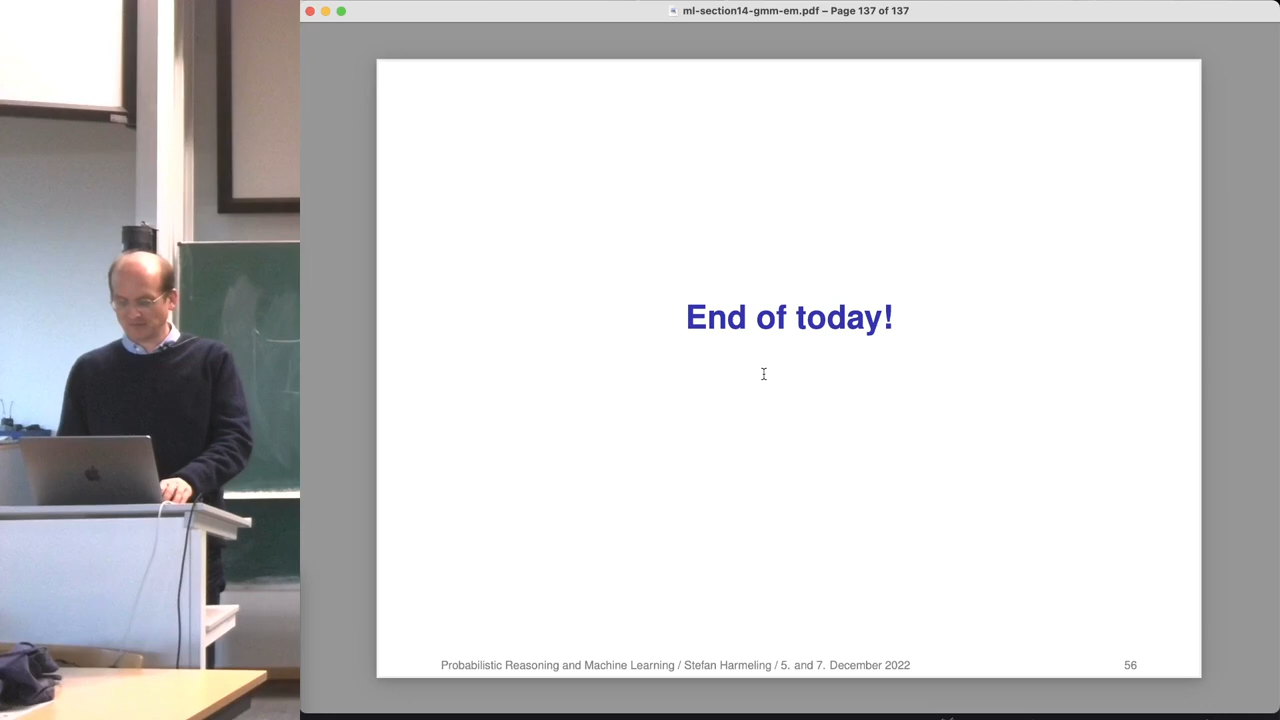 ml-section14-gmm-em.pdf – Page 137 of 137
End of today!
Probabilistic Reasoning and Machine Learning / Stefan Harmeling / 5. and 7. December 2022
56